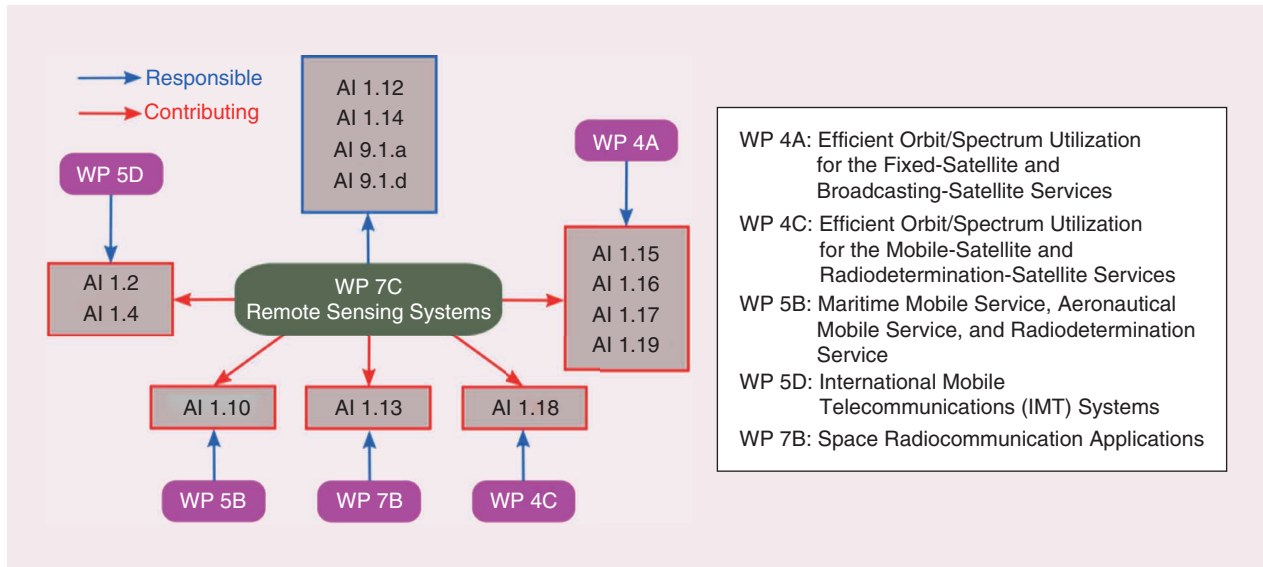 Responsible
Contributing
AI 1.12
AI 1.14
AI 9.1.a
AI 9.1.d
WP 4A
WP 5D
AI 1.2
AI 1.4
WP 7C
Remote Sensing Systems
AI 1.15
AI 1.16
AI 1.17
AI 1.19
AI 1.10
AI 1.13
AI 1.18
WP 5B
WP 7B
WP 4C
WP 4A: Efficient Orbit/Spectrum Utilization
for the Fixed-Satellite and
Broadcasting-Satellite Services
WP 4C: Efficient Orbit/Spectrum Utilization
for the Mobile-Satellite and
Radiodetermination-Satellite Services
WP 5B: Maritime Mobile Service, Aeronautical
Mobile Service, and Radiodetermination
Service
WP 5D: International Mobile
Telecommunications (IMT) Systems
WP 7B: Space Radiocommunication Applications